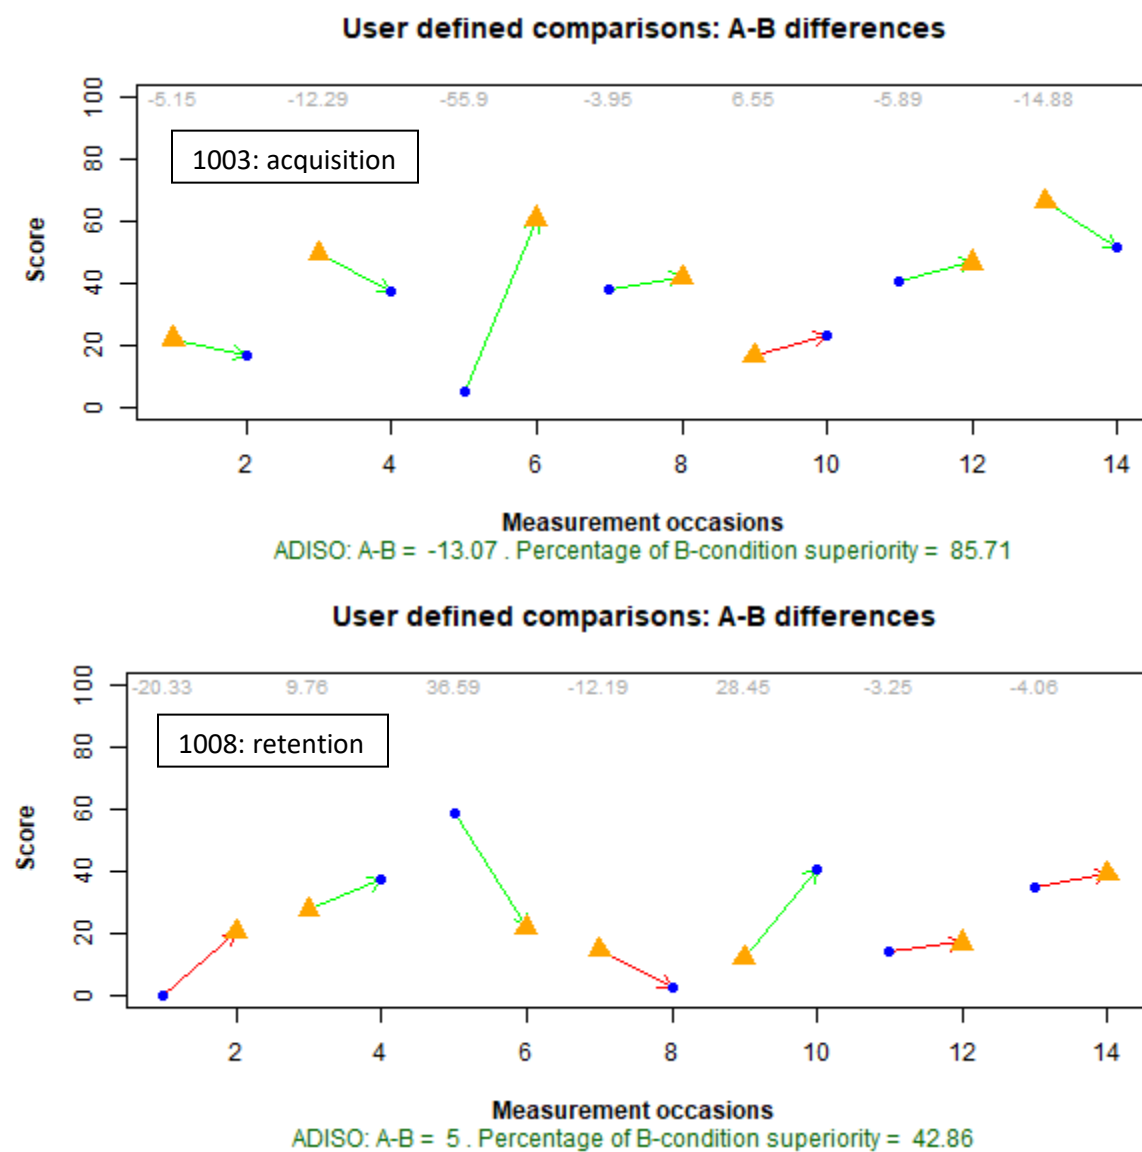 User defined comparisons: A-B differences
-5.15 -12.29 -55.9 -3.95 6.55 -5.89 -14.88
1003: acquisition
Score
100
80
60
40
20
0
2 4 6 8 10 12 14
Measurement occasions
ADISO: A-B = -13.07 . Percentage of B-condition superiority = 85.71
User defined comparisons: A-B differences
-20.33 9.76 36.59 -12.19 28.45 -3.25 -4.06
1008: retention
Score
100
80
60
40
20
0
2 4 6 8 10 12 14
Measurement occasions
ADISO: A-B = 5 . Percentage of B-condition superiority = 42.86